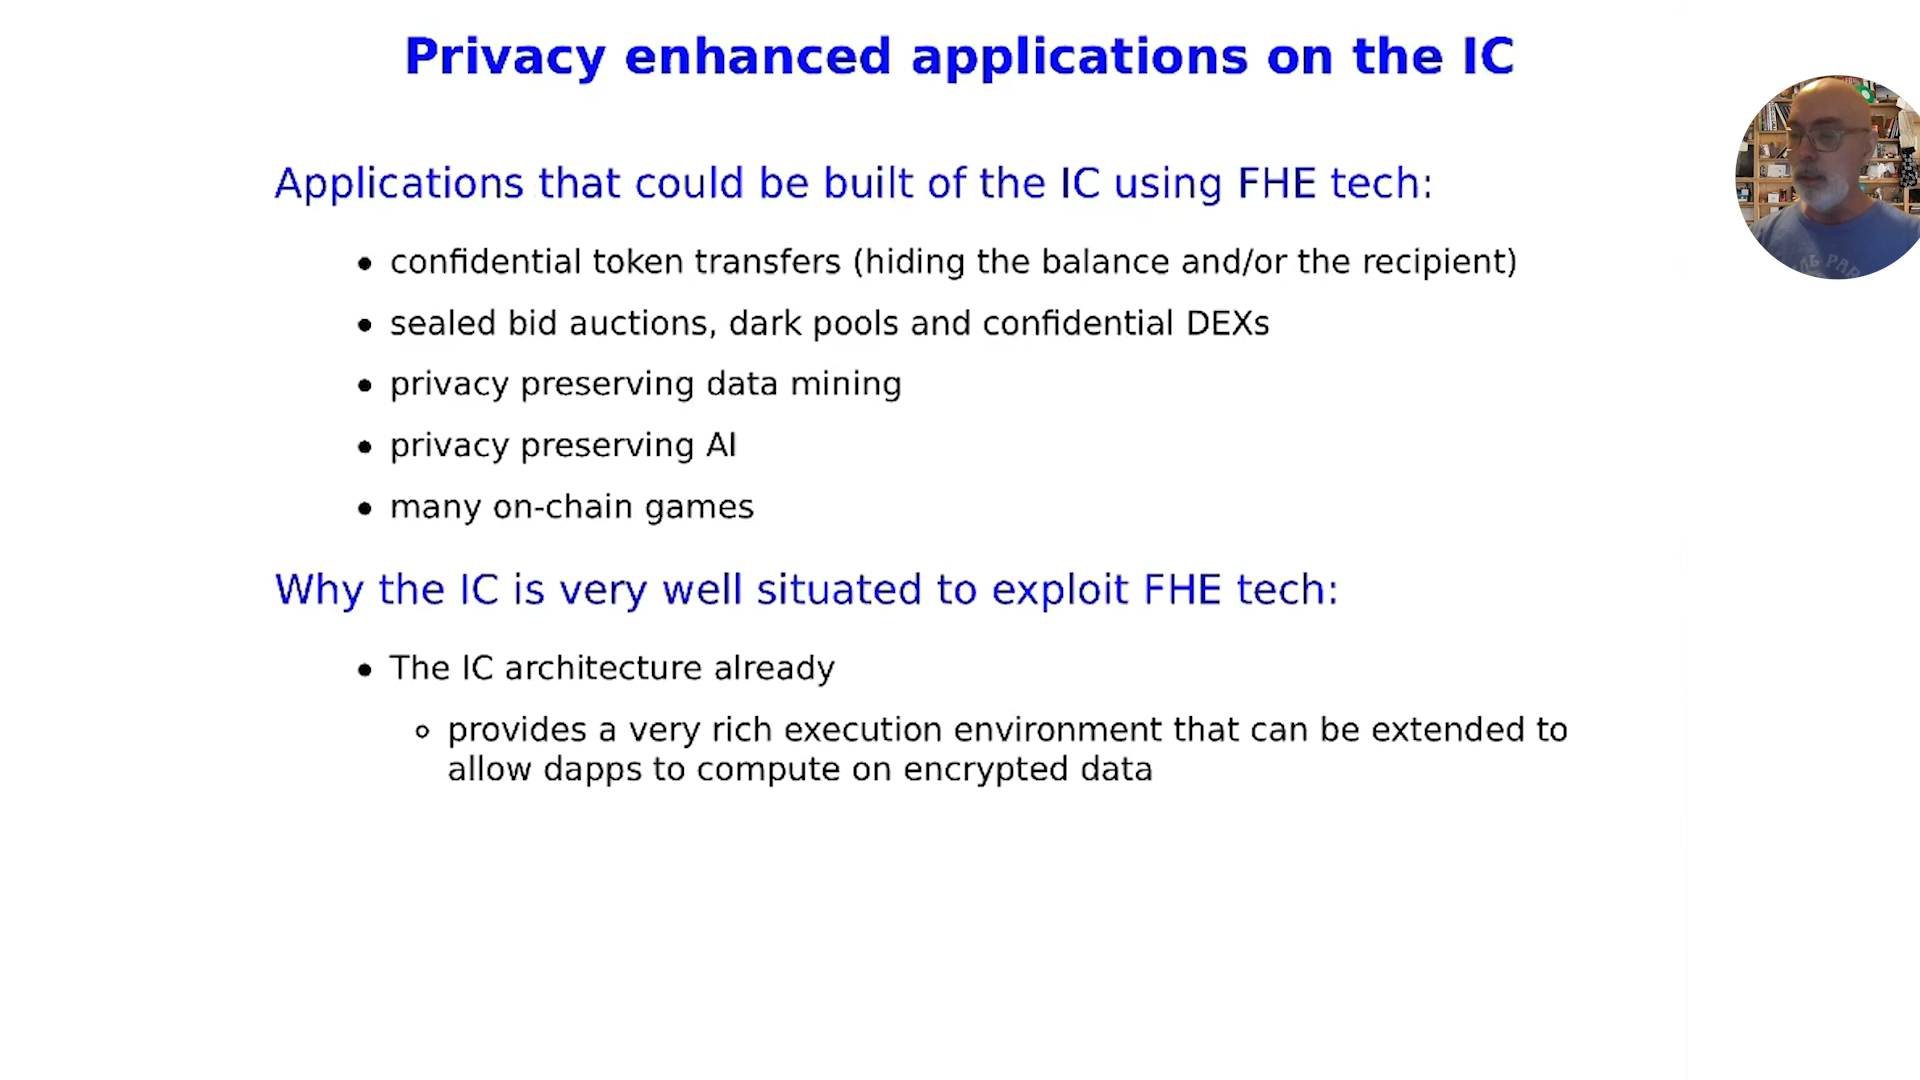 Privacy enhanced applications on the IC
Applications that could be built of the IC using FHE tech:
• confidential token transfers (hiding the balance and/or the recipient)
• sealed bid auctions, dark pools and confidential DEXs
• privacy preserving data mining
• privacy preserving AI
• many on-chain games
Why the IC is very well situated to exploit FHE tech:
• The IC architecture already
◦ provides a very rich execution environment that can be extended to
allow dapps to compute on encrypted data